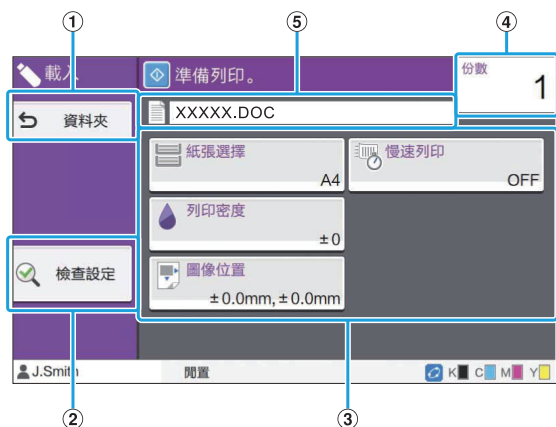 ① ⑤ ④
載入
準備列印。
份數
1
資料夾
XXXXX.DOC
紙張選擇
A4
慢速列印
OFF
列印密度
±0
檢查設定
圖像位置
±0.0mm, ±0.0mm
J.Smith
閒置
K C M Y
② ③